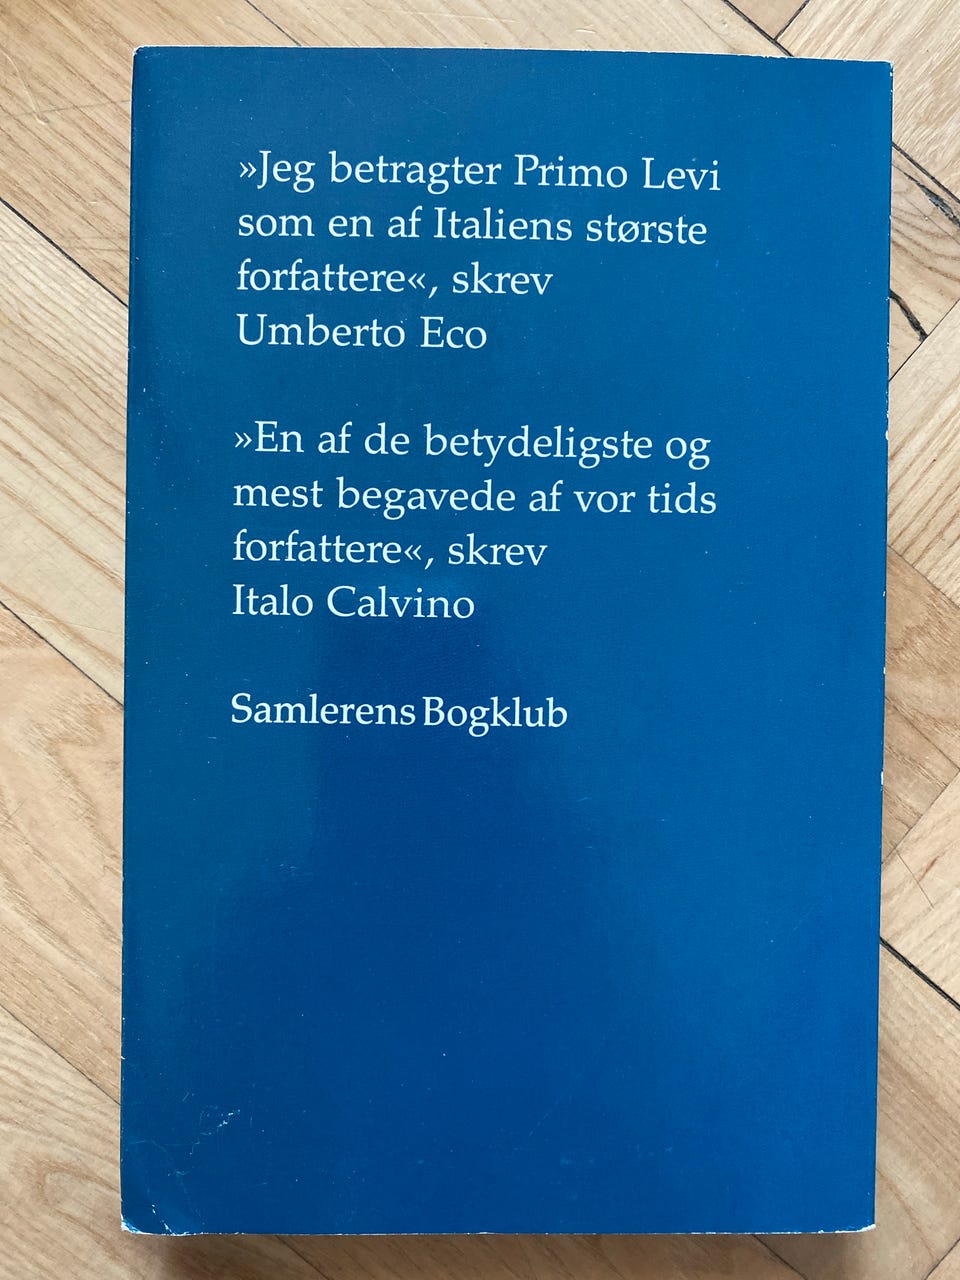 »Jeg betragter Primo Levi
som en af Italiens største
forfattere«, skrev
Umberto Eco
»En af de betydeligste og
mest begavede af vor tids
forfattere«, skrev
Italo Calvino
Samlerens Bogklub